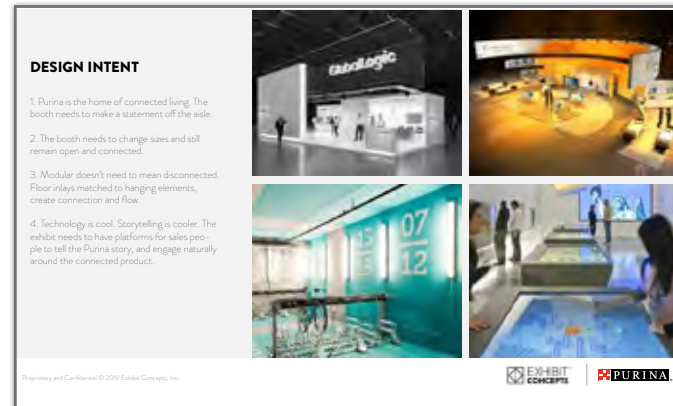 DESIGN INTENT
1. Purina is the home of connected living. The
booth needs to make a statement off the aisle.
2. The booth needs to change sizes and still
remain open and connected.
3. Modular doesn't need to mean disconnected.
Floor inlays matched to hanging elements,
create connection and flow.
4. Technology is cool. Storytelling is cooler. The
exhibit needs to have platforms for sales peo-
ple to tell the Purina story, and engage naturally
around the connected product.
GlobalLogic
07
12
Proprietary and Confidential © 2019 Exhibit Concepts, Inc.
EXHIBIT
CONCEPTS
PURINA